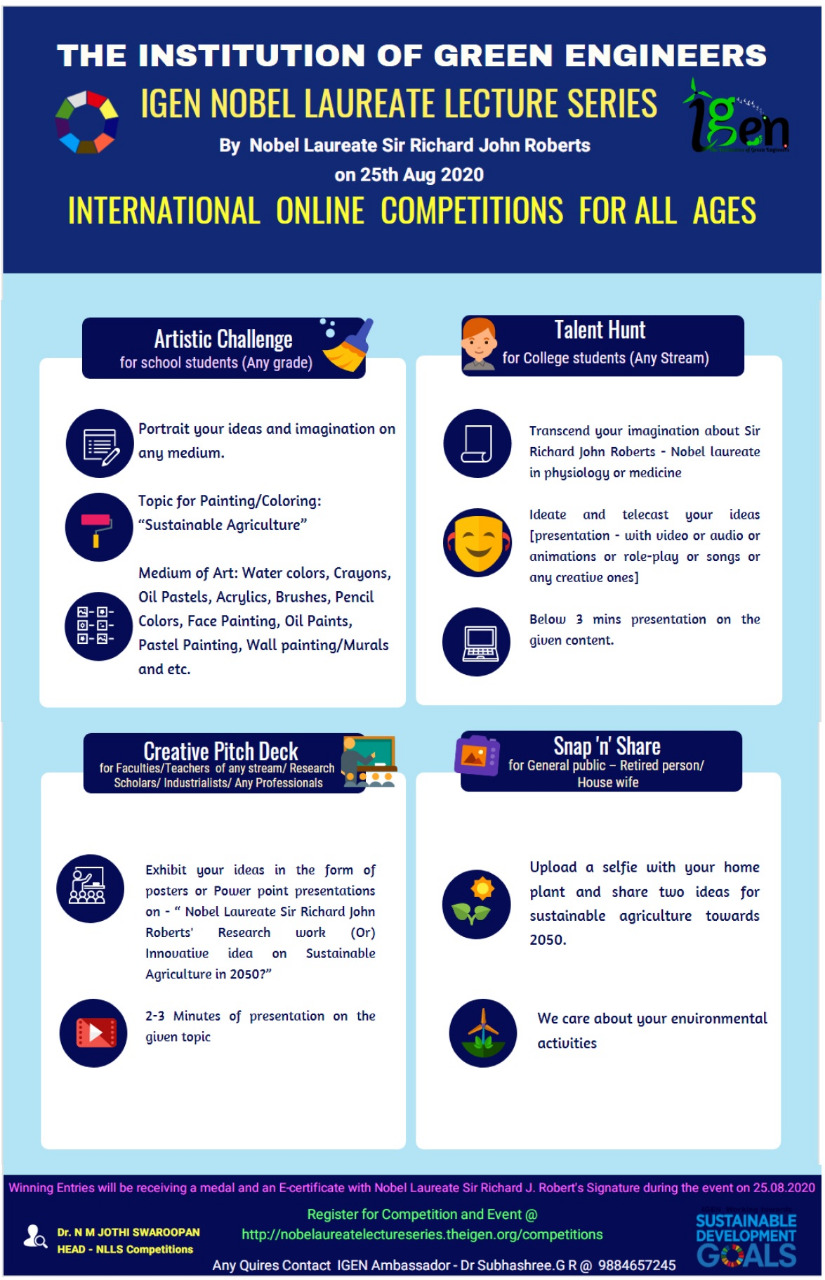 THE INSTITUTION OF GREEN ENGINEERS
IGEN NOBEL LAUREATE LECTURE SERIES
igen
By Nobel Laureate Sir Richard John Roberts
on 25th Aug 2020
INTERNATIONAL ONLINE COMPETITIONS FOR ALL AGES
Artistic Challenge
for school students (Any grade)
Portrait your ideas and imagination on
any medium.
Topic for Painting/Coloring:
“Sustainable Agriculture”
Medium of Art: Water colors, Crayons,
Oil Pastels, Acrylics, Brushes, Pencil
Colors, Face Painting, Oil Paints,
Pastel Painting, Wall painting/Murals
and etc.
Talent Hunt
for College students (Any Stream)
Transcend your imagination about Sir
Richard John Roberts - Nobel laureate
in physiology or medicine
Ideate and telecast your ideas
[presentation - with video or audio or
animations or role-play or songs or
any creative ones]
Below 3 mins presentation on the
given content.
Creative Pitch Deck
for Faculties/Teachers of any stream/ Research
Scholars/ Industrialists/ Any Professionals
Exhibit your ideas in the form of
posters or Power point presentations
on - “ Nobel Laureate Sir Richard John
Roberts' Research work (Or)
Innovative idea on Sustainable
Agriculture in 2050?”
2-3 Minutes of presentation on the
given topic
Snap 'n' Share
for General public – Retired person/
House wife
Upload a selfie with your home
plant and share two ideas for
sustainable agriculture towards
2050.
We care about your environmental
activities
Winning Entries will be receiving a medal and an E-certificate with Nobel Laureate Sir Richard J. Robert's Signature during the event on 25.08.2020
Dr. N M JOTHI SWAROOPAN
HEAD - NLLS Competitions
Register for Competition and Event @
http://nobelaureatelectureseries.theigen.org/competitions
Any Quires Contact IGEN Ambassador - Dr Subhashree.G R @ 9884657245
SUSTAINABLE
DEVELOPMENT
GOALS